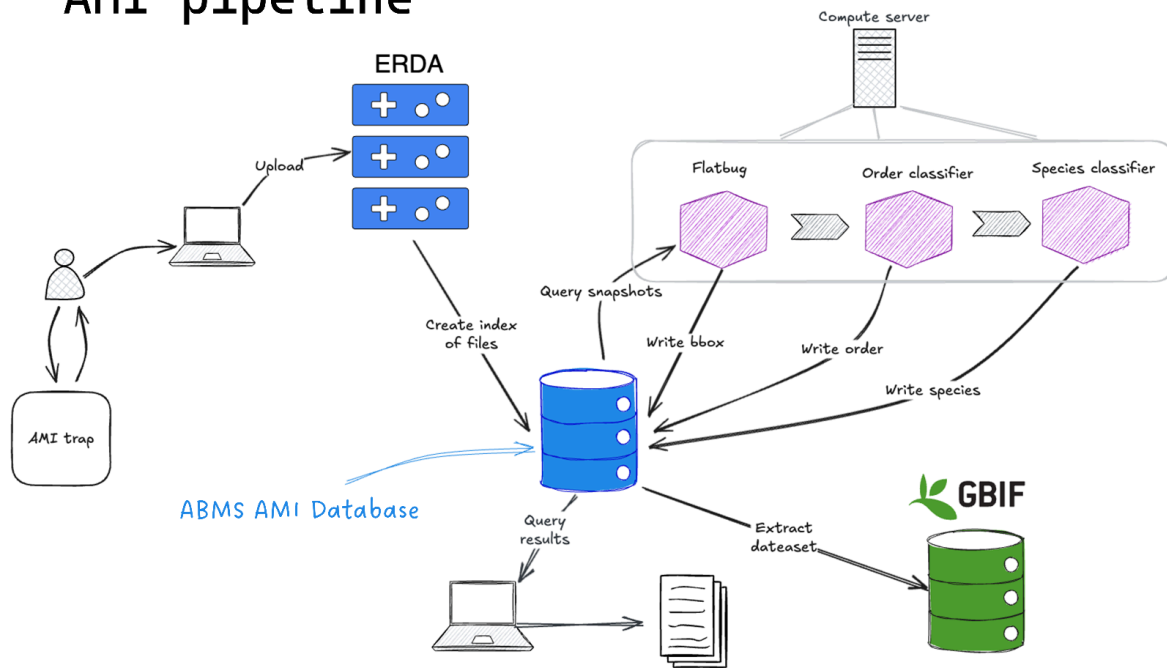 AMI pipeline
Compute server
ERDA
Upload
Flatbug
Order classifier
Species classifier
Query snapshots
Create index
of files
Write bbox
Write order
Write species
AMI trap
ABMS AMI Database
Query
results
Extract
dateaset
GBIF